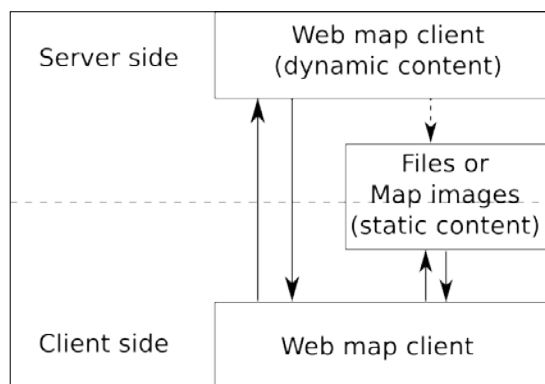 Server side
Web map client
(dynamic content)
Files or
Map images
(static content)
Client side
Web map client